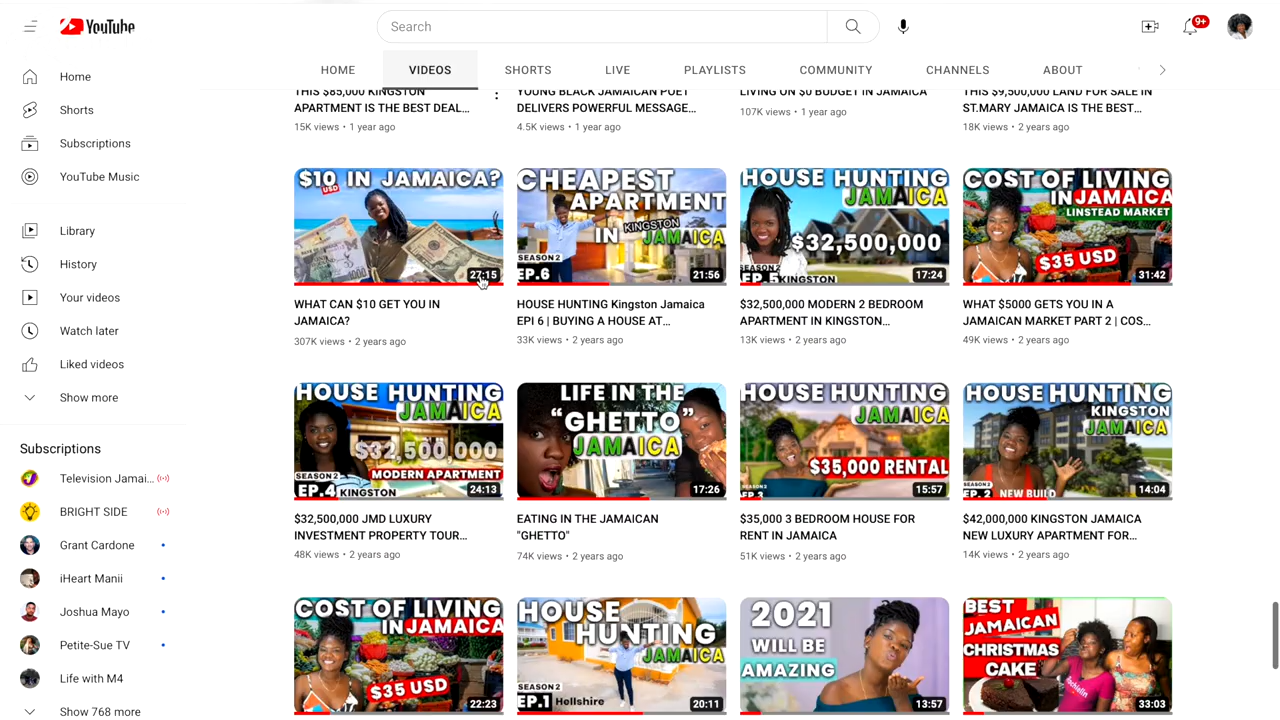 YouTube
Search
9+
HOME
VIDEOS
SHORTS
LIVE
PLAYLISTS
COMMUNITY
CHANNELS
ABOUT
Home
Shorts
Subscriptions
YouTube Music
Library
History
Your videos
Watch later
Liked videos
Show more
Subscriptions
Television Jamai...
BRIGHT SIDE
Grant Cardone
iHeart Manii
Joshua Mayo
Petite-Sue TV
Life with M4
Show 768 more
THIS $85,000 KINGSTON
APARTMENT IS THE BEST DEAL...
15K views • 1 year ago
YOUNG BLACK JAMAICAN POET
DELIVERS POWERFUL MESSAGE...
4.5K views • 1 year ago
LIVING ON $0 BUDGET IN JAMAICA
107K views • 1 year ago
THIS $9,500,000 LAND FOR SALE IN
ST.MARY JAMAICA IS THE BEST...
18K views • 2 years ago
$10 IN JAMAICA?
USD
27:15
WHAT CAN $10 GET YOU IN
JAMAICA?
307K views • 2 years ago
CHEAPEST
APARTMENT
IN KINGSTON JAMAICA
SEASON 2
EP.6
21:56
HOUSE HUNTING Kingston Jamaica
EPI 6 | BUYING A HOUSE AT...
33K views • 2 years ago
HOUSE HUNTING
JAMAICA
$32,500,000
SEASON 2
EP.5 KINGSTON
17:24
$32,500,000 MODERN 2 BEDROOM
APARTMENT IN KINGSTON...
13K views • 2 years ago
COST OF LIVING
IN JAMAICA
LINSTEAD MARKET
$35 USD
31:42
WHAT $5000 GETS YOU IN A
JAMAICAN MARKET PART 2 | COS...
49K views • 2 years ago
HOUSE HUNTING
JAMAICA
$32,500,000
MODERN APARTMENT
SEASON 2
EP.4 KINGSTON
24:13
$32,500,000 JMD LUXURY
INVESTMENT PROPERTY TOUR...
48K views • 2 years ago
LIFE IN THE
"GHETTO"
JAMAICA
17:26
EATING IN THE JAMAICAN
"GHETTO"
74K views • 2 years ago
HOUSE HUNTING
JAMAICA
$35,000 RENTAL
SEASON 2
EP.3
15:57
$35,000 3 BEDROOM HOUSE FOR
RENT IN JAMAICA
51K views • 2 years ago
HOUSE HUNTING
KINGSTON
JAMAICA
SEASON 2
EP. 2 NEW BUILD
14:04
$42,000,000 KINGSTON JAMAICA
NEW LUXURY APARTMENT FOR...
14K views • 2 years ago
COST OF LIVING
IN JAMAICA
$35 USD
22:23
HOUSE
HUNTING
JAMAICA
SEASON 2
EP.1 Hellshire
20:11
2021
WILL BE
AMAZING
13:57
BEST
JAMAICAN
CHRISTMAS
CAKE
33:03